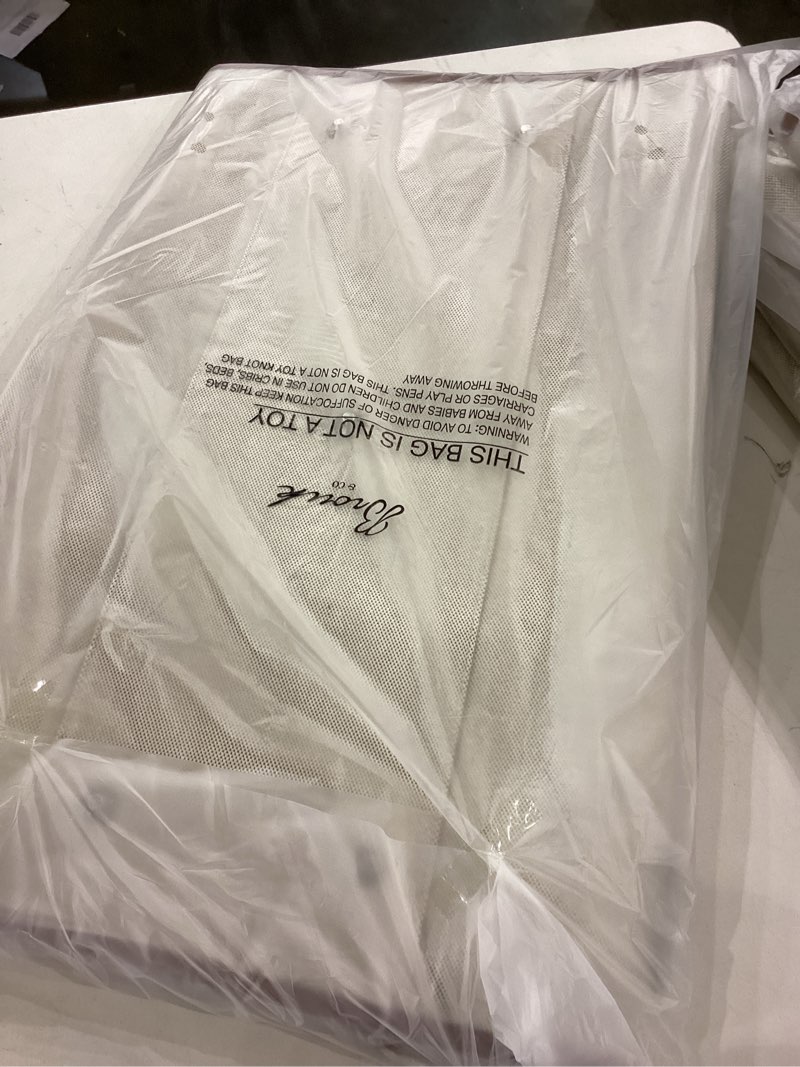 Brouk
& CO
THIS BAG IS NOT A TOY
WARNING: TO AVOID DANGER OF SUFFOCATION KEEP THIS BAG
AWAY FROM BABIES AND CHILDREN DO NOT USE IN CRIBS, BEDS,
CARRIAGES OR PLAY PENS. THIS BAG IS NOT A TOY KNOT BAG
BEFORE THROWING AWAY